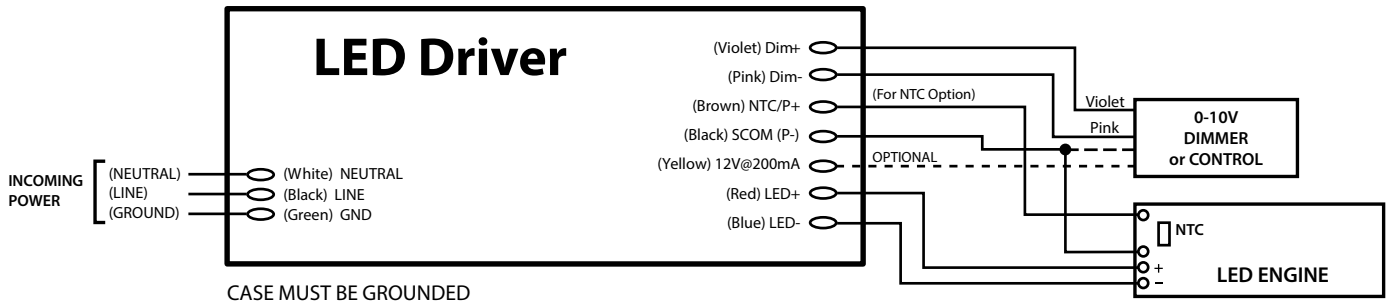 LED Driver
(Violet) Dim+
(Pink) Dim-
(Brown) NTC/P+
(For NTC Option)
(Black) SCOM (P-)
(Yellow) 12V@200mA
OPTIONAL
(Red) LED+
(Blue) LED-
Violet
Pink
0-10V
DIMMER
or CONTROL
INCOMING
POWER
(NEUTRAL)
(White) NEUTRAL
(LINE)
(Black) LINE
(GROUND)
(Green) GND
NTC
+
−
LED ENGINE
CASE MUST BE GROUNDED